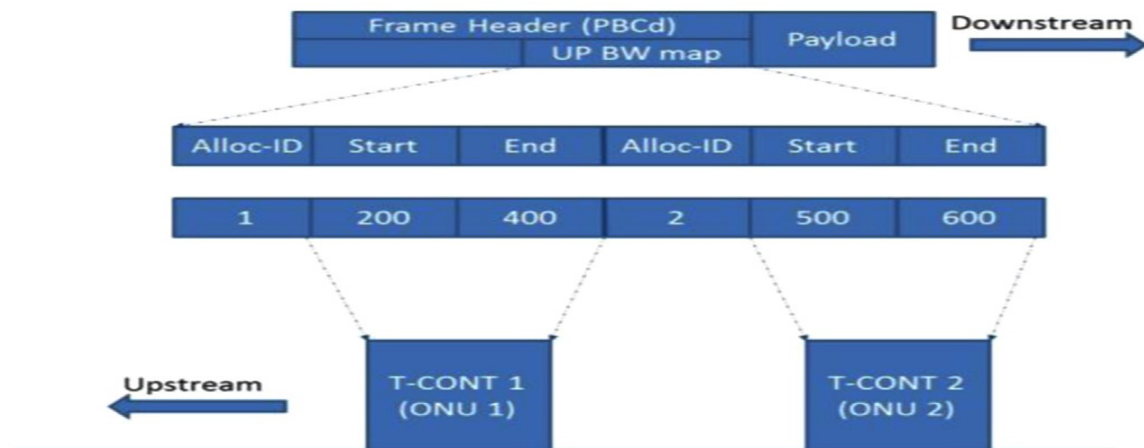 Frame Header (PBCd)
UP BW map
Payload
Downstream
Alloc-ID Start End Alloc-ID Start End
1 200 400 2 500 600
Upstream
T-CONT 1
(ONU 1)
T-CONT 2
(ONU 2)